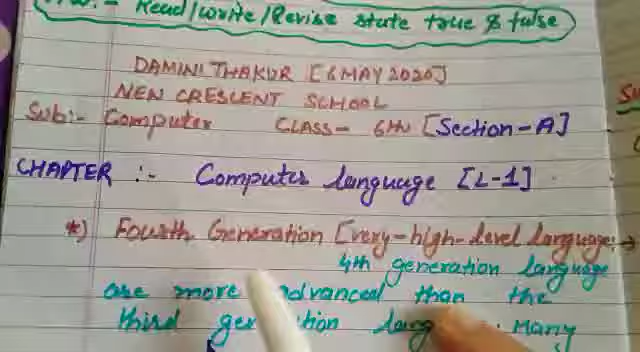 Read/write/Revise state true & false
DAMINI THAKUR [6 MAY 2020]
NEW CRESCENT SCHOOL
Sub:- Computer CLASS- 6TH [Section-A]
CHAPTER :- Computer language [L-1]
*) Fourth Generation [very-high-level language:→
4th generation language
are more advanced than the
third generation Many